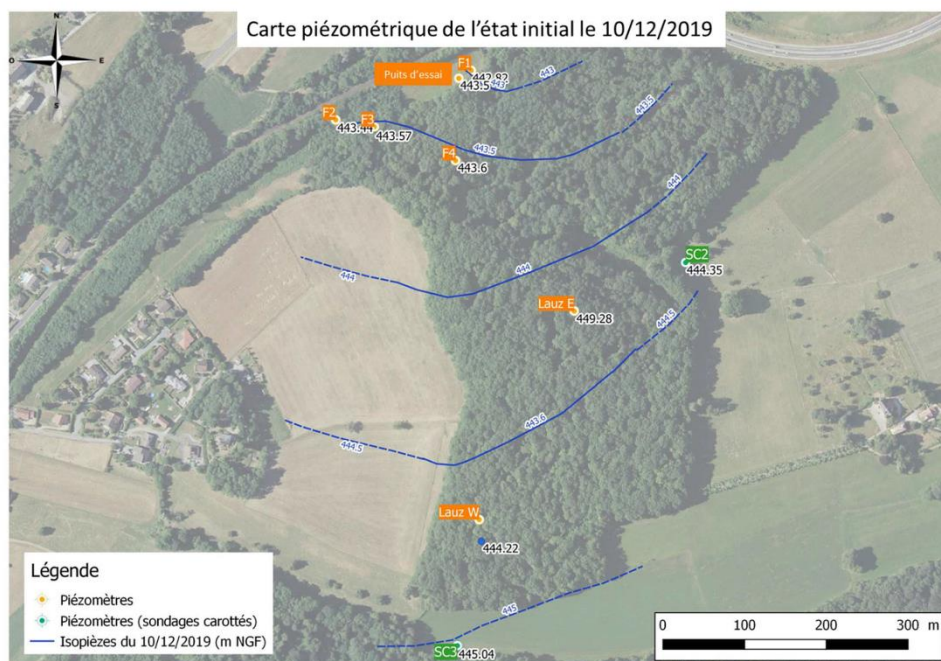 Carte piézométrique de l'état initial le 10/12/2019
N
O
E
S
Puits d'essai
F1
442.92
443
443
443.5
F2
443.44
F3
443.57
443.5
443.5
F4
443.6
444
444
444
SC2
444.35
Lauz E
449.28
444.5
443.6
444.5
Lauz W
444.22
445
SC3
445.04
Légende
Piézomètres
Piézomètres (sondages carottés)
Isopièzes du 10/12/2019 (m NGF)
0 100 200 300 m